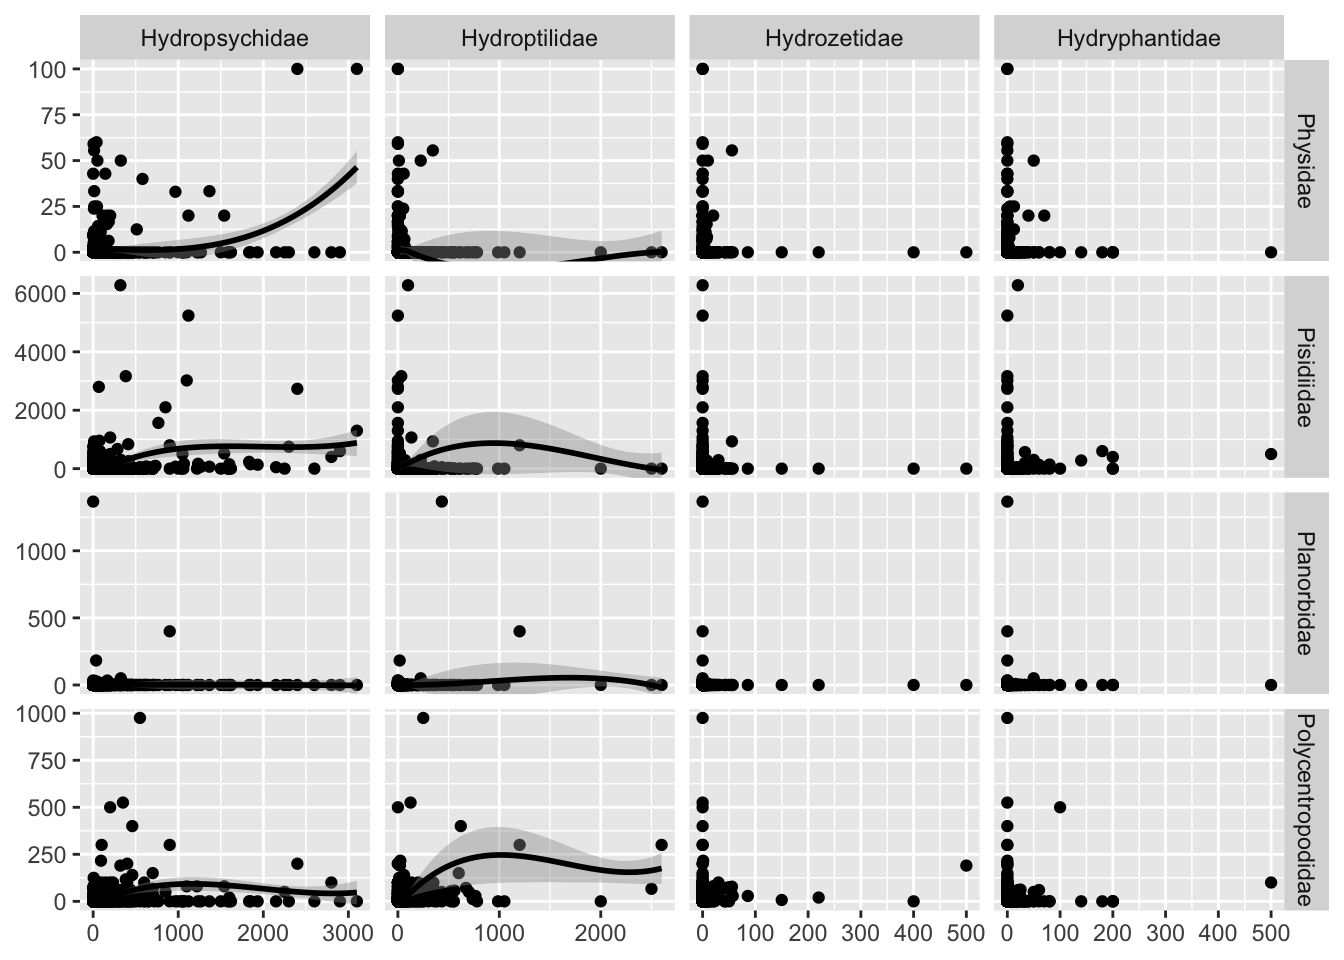 Hydropsychidae Hydroptilidae Hydrozetidae Hydryphantidae
100
75
50
25
0
Physidae
6000
4000
2000
0
Pisidiidae
1000
500
0
Planorbidae
1000
750
500
250
0
Polycentropodidae
0 1000 2000 3000 0 1000 2000 0 100 200 300 400 500 0 100 200 300 400 500